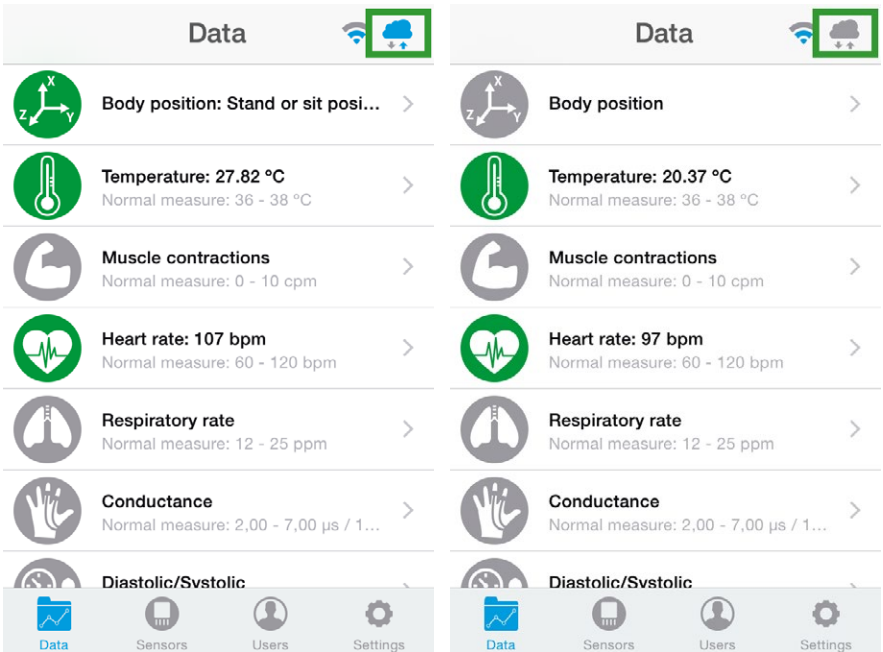 Data
X
Z
Y
Body position: Stand or sit posi...
Temperature: 27.82 ºC
Normal measure: 36 - 38 ºC
Muscle contractions
Normal measure: 0 - 10 cpm
Heart rate: 107 bpm
Normal measure: 60 - 120 bpm
Respiratory rate
Normal measure: 12 - 25 ppm
Conductance
Normal measure: 2,00 - 7,00 µs / 1...
Diastolic/Systolic
Data
Sensors
Users
Settings
Data
X
Z
Y
Body position
Temperature: 20.37 ºC
Normal measure: 36 - 38 ºC
Muscle contractions
Normal measure: 0 - 10 cpm
Heart rate: 97 bpm
Normal measure: 60 - 120 bpm
Respiratory rate
Normal measure: 12 - 25 ppm
Conductance
Normal measure: 2,00 - 7,00 µs / 1...
Diastolic/Systolic
Data
Sensors
Users
Settings